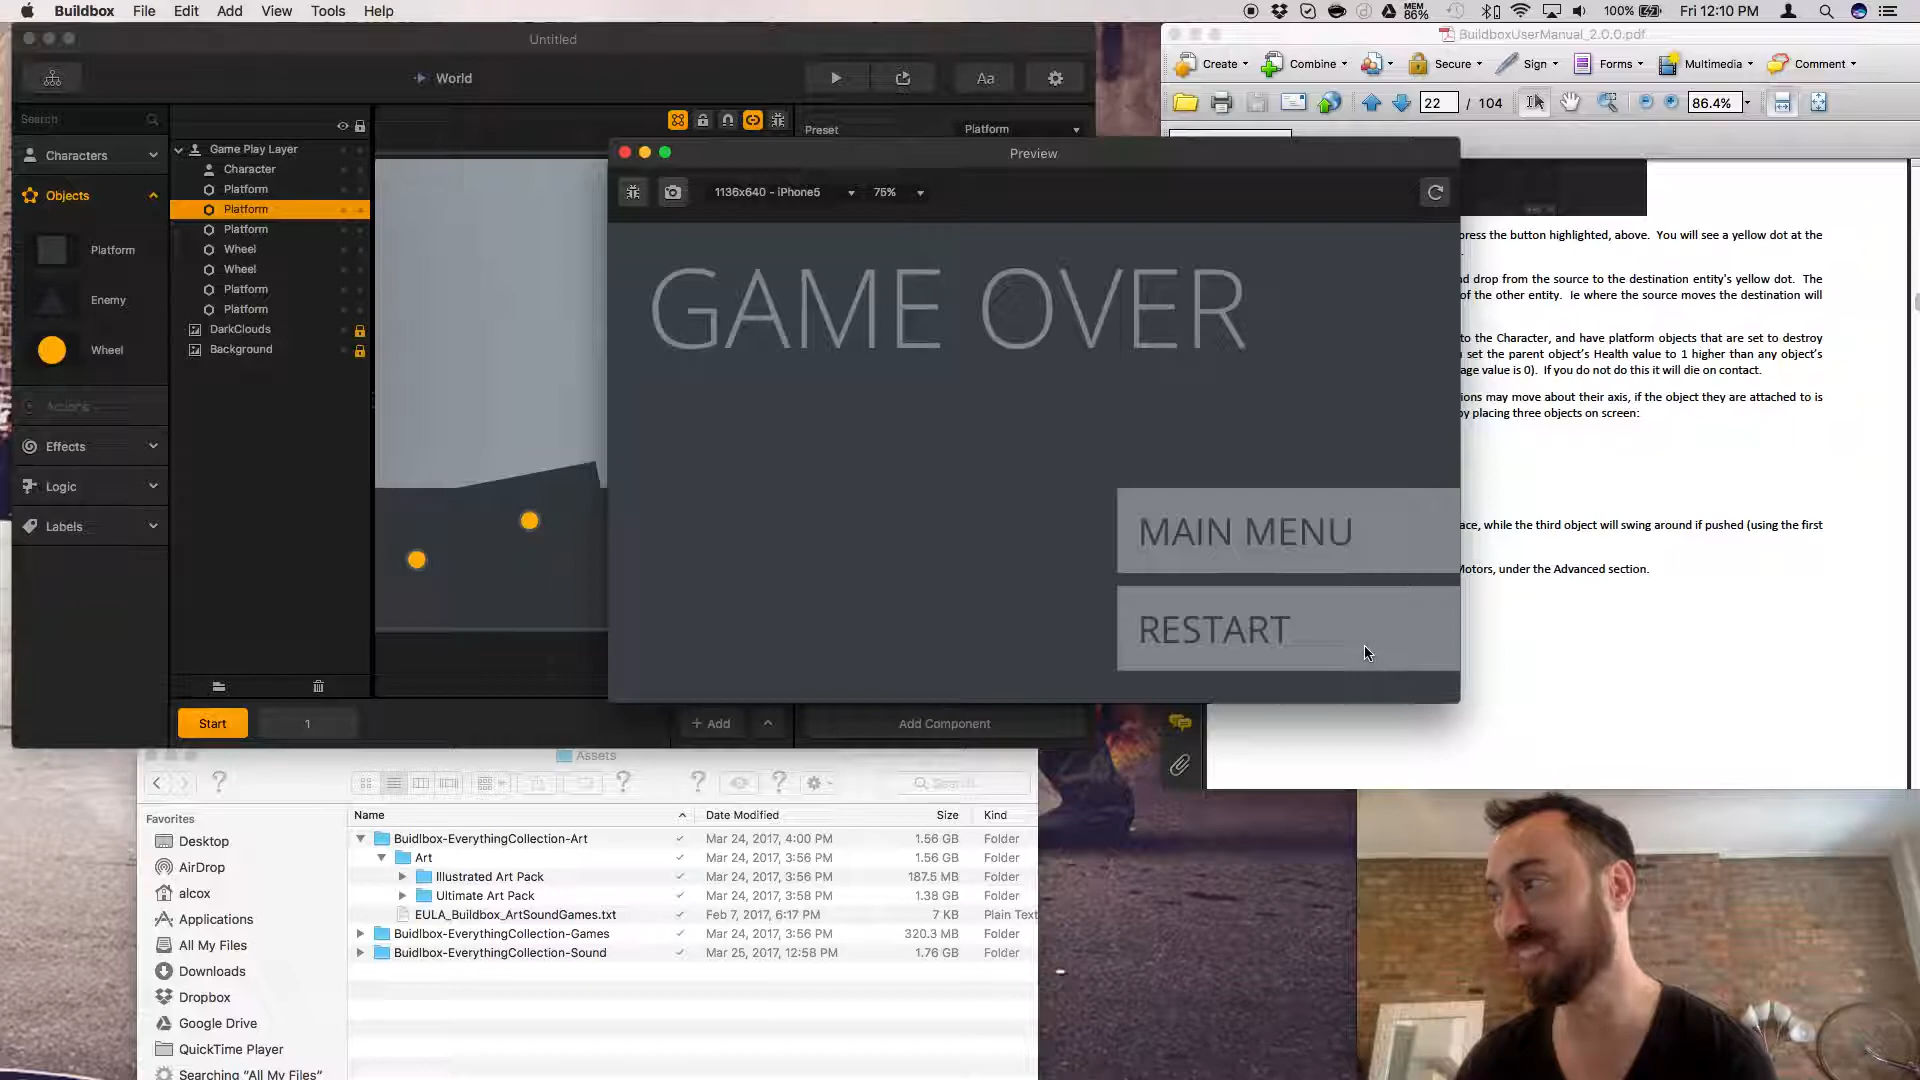 Buildbox File Edit Add View Tools Help
MEM 86% 100% Fri 12:10 PM
Untitled
World
Aa
Search
Characters
Objects
Platform
Enemy
Wheel
Actions
Effects
Logic
Labels
Game Play Layer
Character
Platform
Platform
Platform
Wheel
Wheel
Platform
Platform
DarkClouds
Background
Preset Platform
Start 1
+ Add
Add Component
Preview
1136x640 - iPhone5 75%
GAME OVER
MAIN MENU
RESTART
BuildboxUserManual_2.0.0.pdf
Create Combine Secure Sign Forms Multimedia Comment
22 / 104 86.4%
press the button highlighted, above. You will see a yellow dot at the
nd drop from the source to the destination entity's yellow dot. The
of the other entity. Ie where the source moves the destination will
to the Character, and have platform objects that are set to destroy
set the parent object's Health value to 1 higher than any object's
age value is 0). If you do not do this it will die on contact.
ions may move about their axis, if the object they are attached to is
by placing three objects on screen:
ace, while the third object will swing around if pushed (using the first
Motors, under the Advanced section.
Assets
Search
Favorites
Desktop
AirDrop
alcox
Applications
All My Files
Downloads
Dropbox
Google Drive
QuickTime Player
Searching “All My Files”
Name Date Modified Size Kind
Buidlbox-EverythingCollection-Art Mar 24, 2017, 4:00 PM 1.56 GB Folder
Art Mar 24, 2017, 3:56 PM 1.56 GB Folder
Illustrated Art Pack Mar 24, 2017, 3:56 PM 187.5 MB Folder
Ultimate Art Pack Mar 24, 2017, 3:58 PM 1.38 GB Folder
EULA_Buildbox_ArtSoundGames.txt Feb 7, 2017, 6:17 PM 7 KB Plain Text
Buidlbox-EverythingCollection-Games Mar 24, 2017, 3:56 PM 320.3 MB Folder
Buidlbox-EverythingCollection-Sound Mar 25, 2017, 12:58 PM 1.76 GB Folder